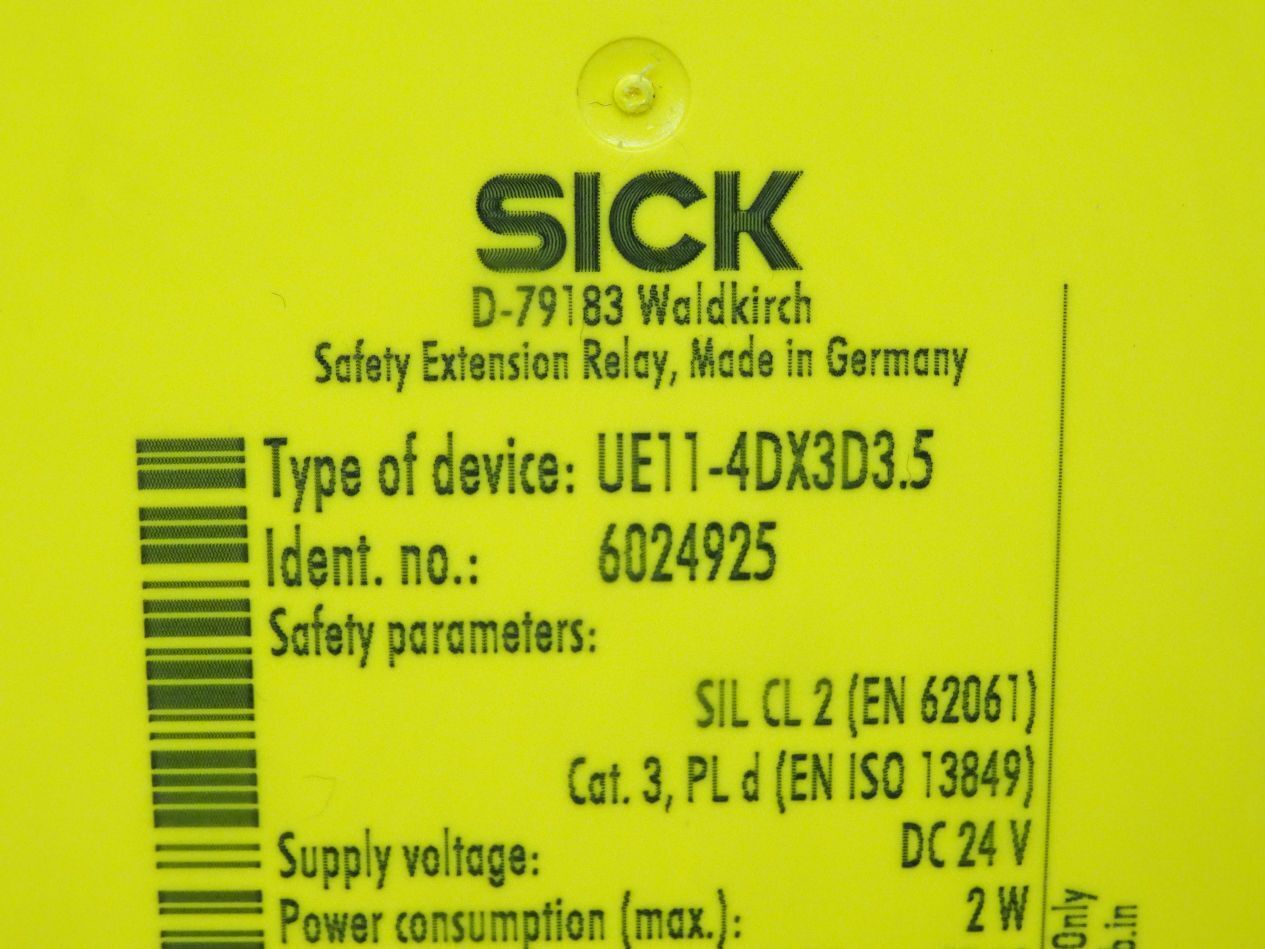 SICK
D-79183 Waldkirch
Safety Extension Relay, Made in Germany
Type of device: UE11-4DX3D3.5
Ident. no.: 6024925
Safety parameters:
SIL CL 2 (EN 62061)
Cat. 3, PL d (EN ISO 13849)
Supply voltage: DC 24 V
Power consumption (max.): 2 W
Only